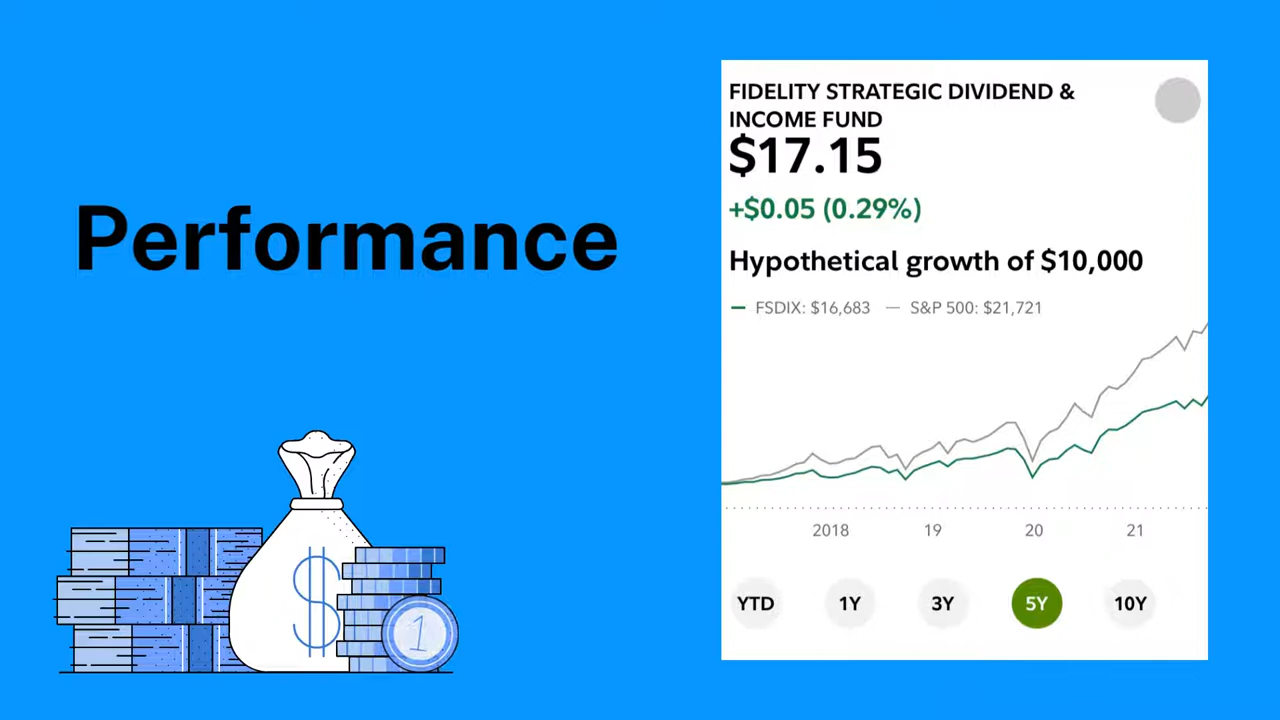 Performance
FIDELITY STRATEGIC DIVIDEND &
INCOME FUND
$17.15
+$0.05 (0.29%)
Hypothetical growth of $10,000
FSDIX: $16,683 S&P 500: $21,721
2018 19 20 21
YTD 1Y 3Y 5Y 10Y
$
1